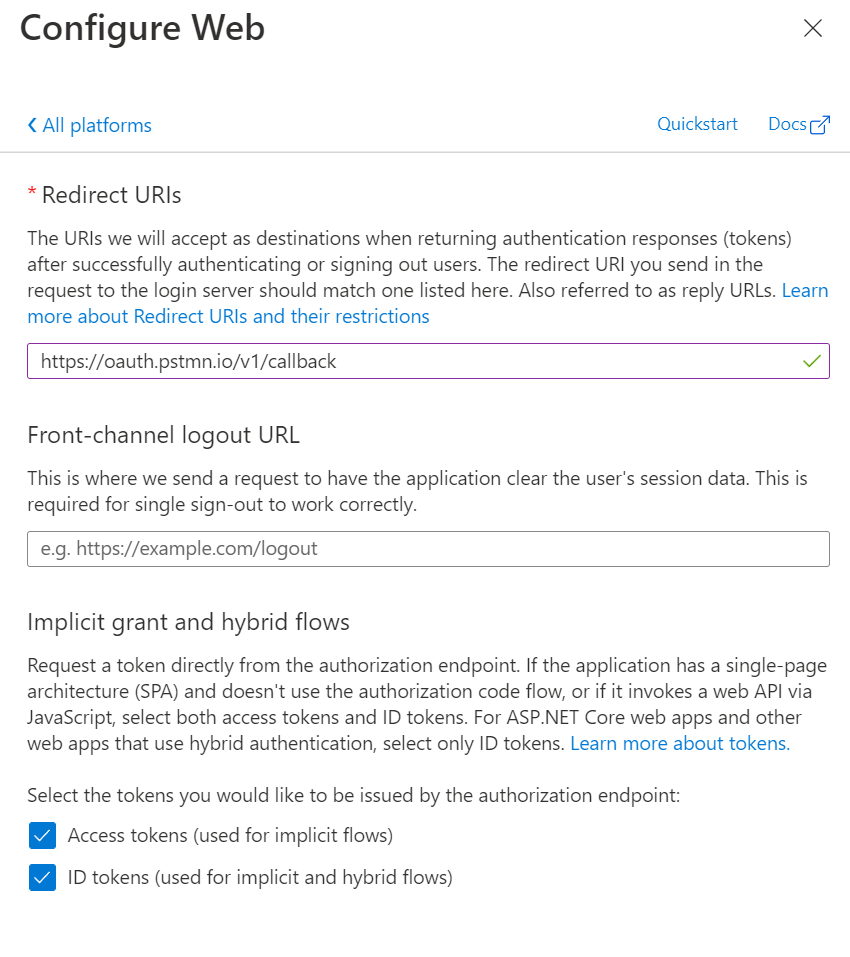 Configure Web
All platforms
Quickstart
Docs
* Redirect URIs
The URIs we will accept as destinations when returning authentication responses (tokens)
after successfully authenticating or signing out users. The redirect URI you send in the
request to the login server should match one listed here. Also referred to as reply URLs. Learn
more about Redirect URIs and their restrictions
https://oauth.pstmn.io/v1/callback
Front-channel logout URL
This is where we send a request to have the application clear the user's session data. This is
required for single sign-out to work correctly.
e.g. https://example.com/logout
Implicit grant and hybrid flows
Request a token directly from the authorization endpoint. If the application has a single-page
architecture (SPA) and doesn't use the authorization code flow, or if it invokes a web API via
JavaScript, select both access tokens and ID tokens. For ASP.NET Core web apps and other
web apps that use hybrid authentication, select only ID tokens. Learn more about tokens.
Select the tokens you would like to be issued by the authorization endpoint:
Access tokens (used for implicit flows)
ID tokens (used for implicit and hybrid flows)